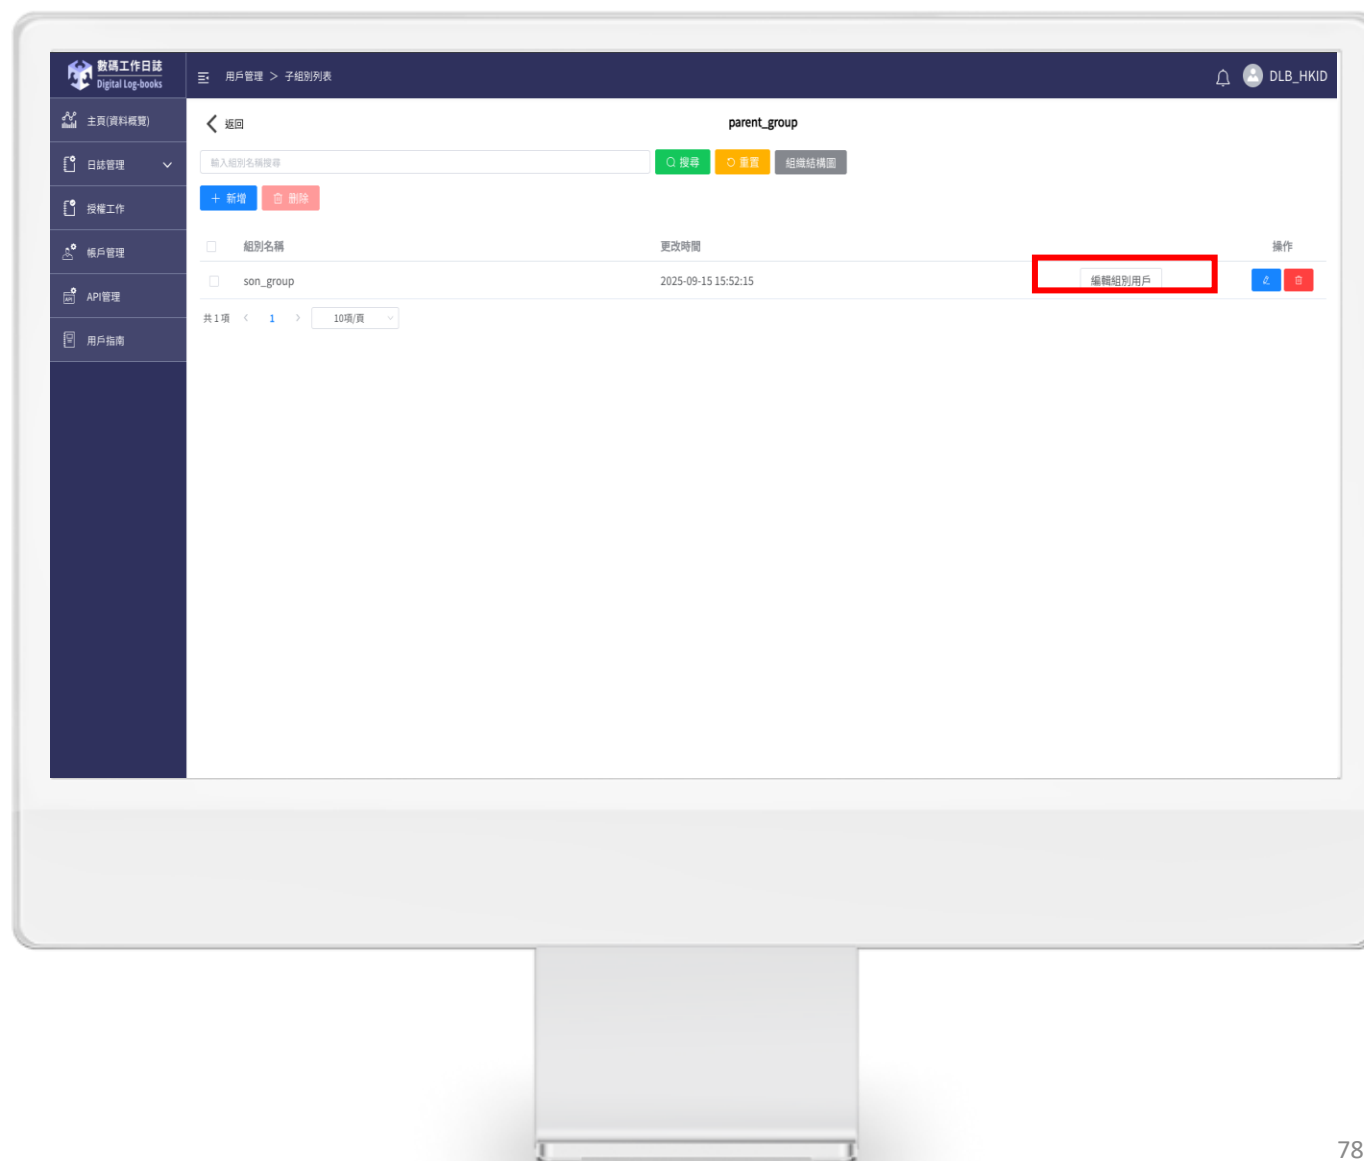 數碼工作日誌
Digital Log-books
用戶管理 > 子組別列表
DLB_HKID
主頁(資料概覽)
日誌管理
授權工作
帳戶管理
API管理
用戶指南
返回
parent_group
輸入組別名稱搜尋
搜尋
重置
組織結構圖
新增
刪除
組別名稱
更改時間
操作
son_group
2025-09-15 15:52:15
編輯組別用戶
共1項
1
10項/頁
78